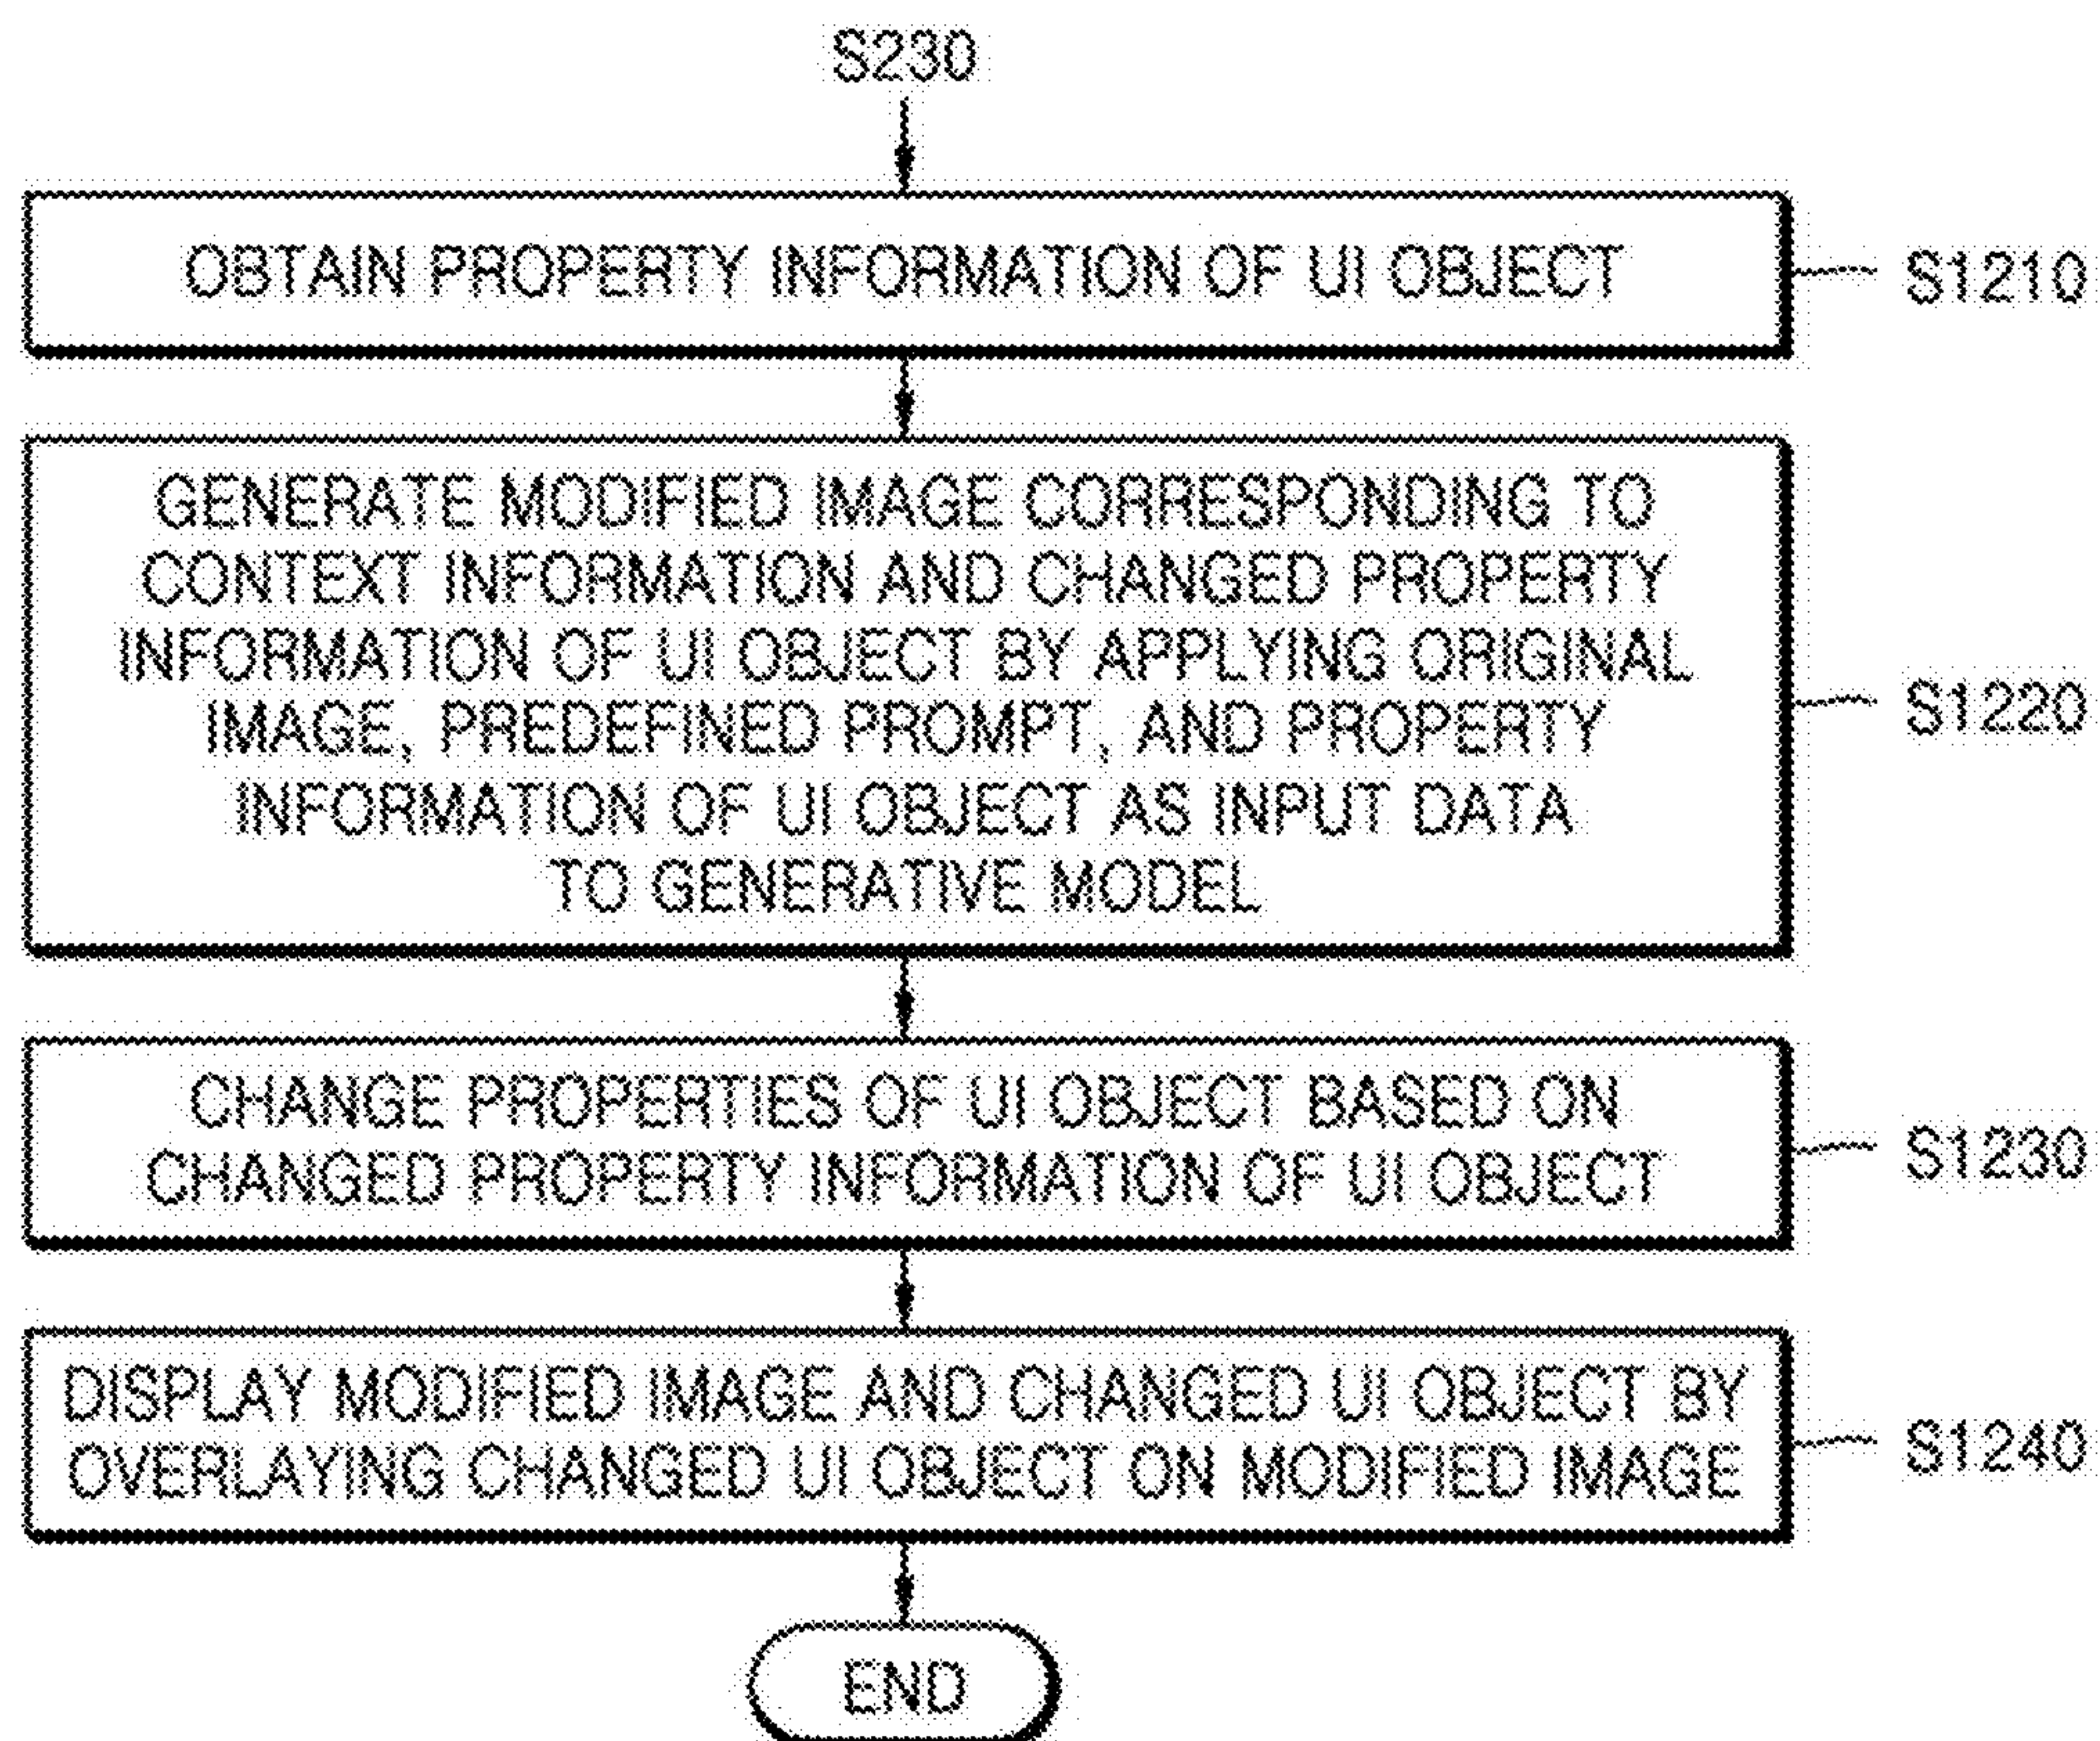 S230
OBTAIN PROPERTY INFORMATION OF UI OBJECT
S1210
GENERATE MODIFIED IMAGE CORRESPONDING TO
CONTEXT INFORMATION AND CHANGED PROPERTY
INFORMATION OF UI OBJECT BY APPLYING ORIGINAL
IMAGE, PREDEFINED PROMPT, AND PROPERTY
INFORMATION OF UI OBJECT AS INPUT DATA
TO GENERATIVE MODEL
S1220
CHANGE PROPERTIES OF UI OBJECT BASED ON
CHANGED PROPERTY INFORMATION OF UI OBJECT
S1230
DISPLAY MODIFIED IMAGE AND CHANGED UI OBJECT BY
OVERLAYING CHANGED UI OBJECT ON MODIFIED IMAGE
S1240
END